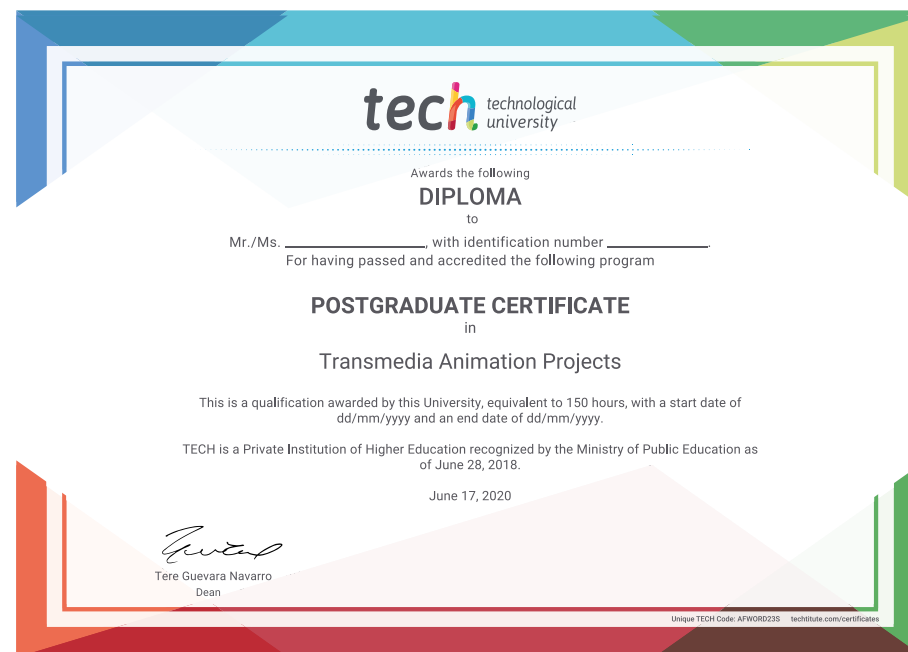 tech technological
university
Awards the following
DIPLOMA
to
Mr./Ms. ____________________, with identification number _______________.
For having passed and accredited the following program
POSTGRADUATE CERTIFICATE
in
Transmedia Animation Projects
This is a qualification awarded by this University, equivalent to 150 hours, with a start date of
dd/mm/yyyy and an end date of dd/mm/yyyy.
TECH is a Private Institution of Higher Education recognized by the Ministry of Public Education as
of June 28, 2018.
June 17, 2020
Tere Guevara Navarro
Dean
Unique TECH Code: AFWORD23S techtitute.com/certificates